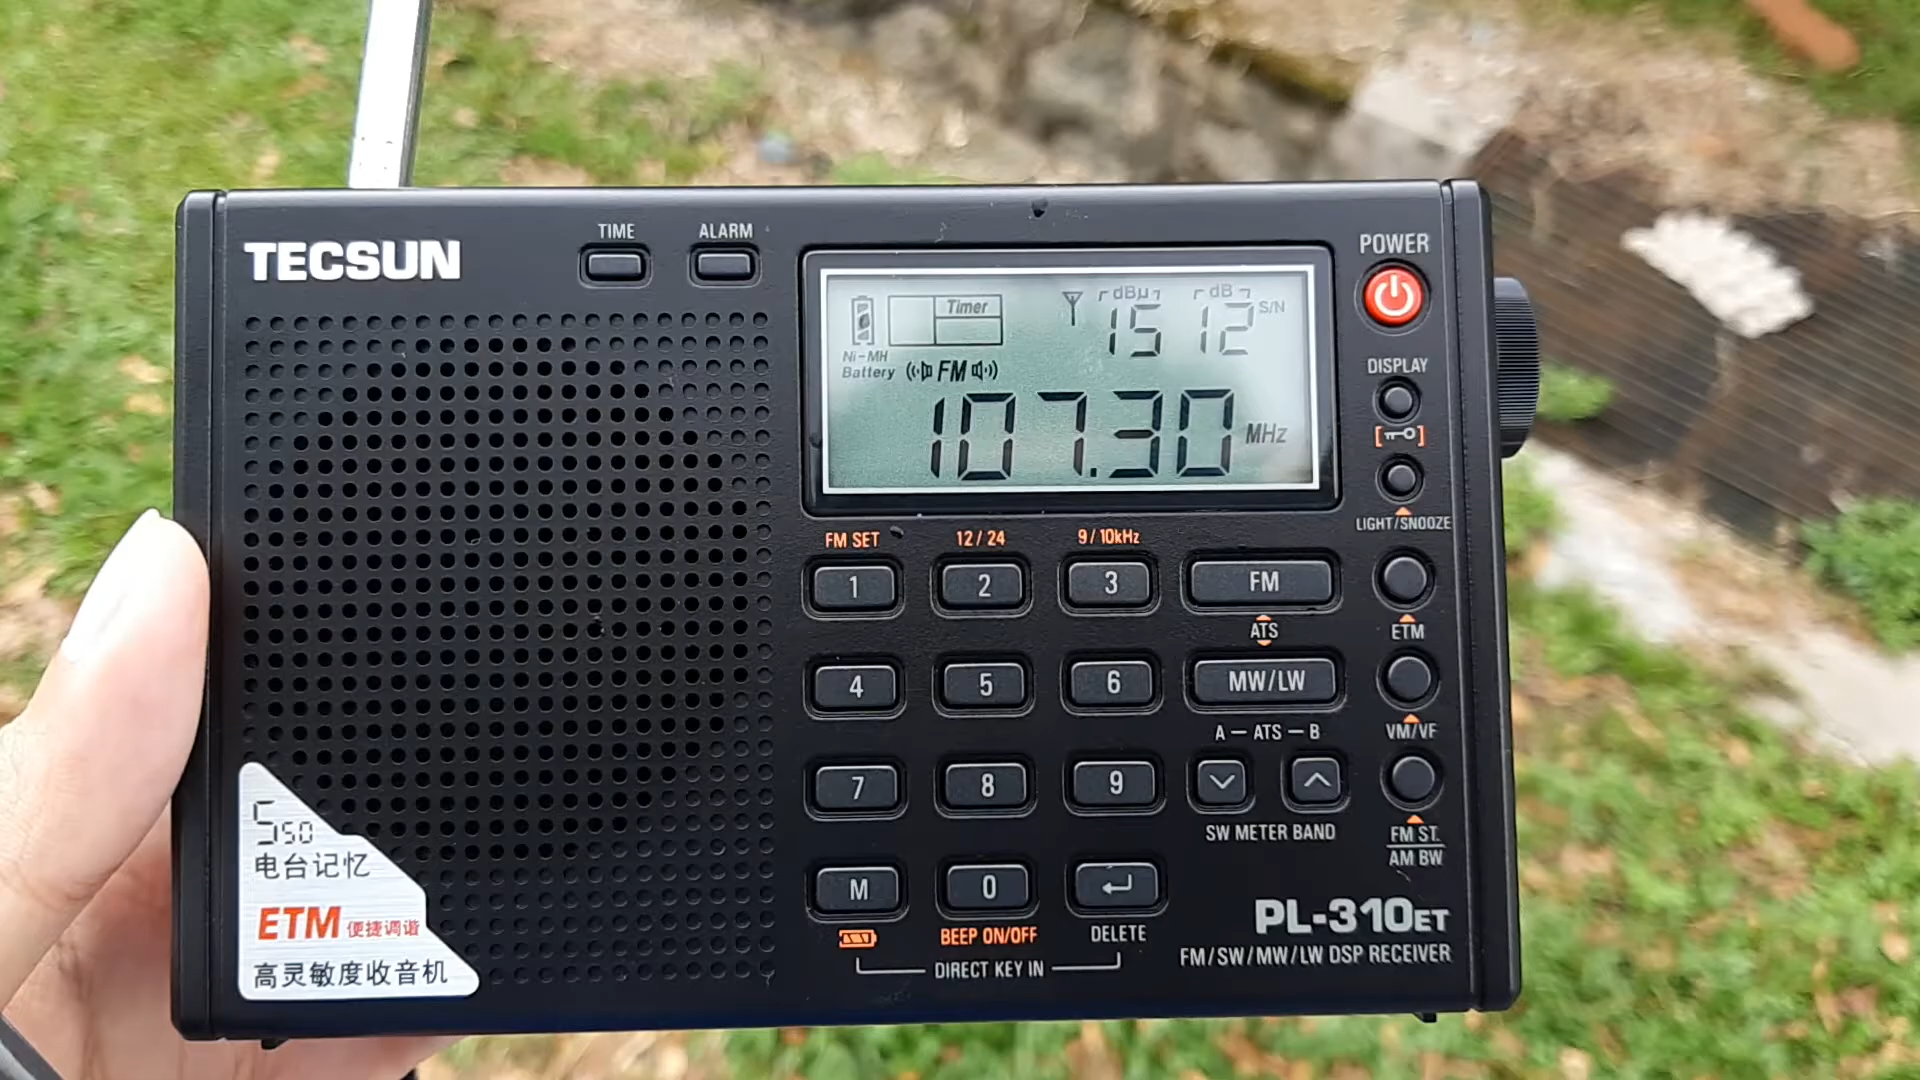 TIME
ALARM
TECSUN
POWER
Timer
dBµ
dB
15
12
S/N
Ni-MH
Battery
FM
107.30
MHz
DISPLAY
LIGHT/SNOOZE
FM SET
12/24
9/10kHz
1
2
3
FM
ATS
ETM
4
5
6
MW/LW
A — ATS — B
VM/VF
7
8
9
SW METER BAND
FM ST.
AM BW
M
0
BEEP ON/OFF
DELETE
DIRECT KEY IN
PL-310ET
FM/SW/MW/LW DSP RECEIVER
550
电台记忆
ETM 便捷调谐
高灵敏度收音机